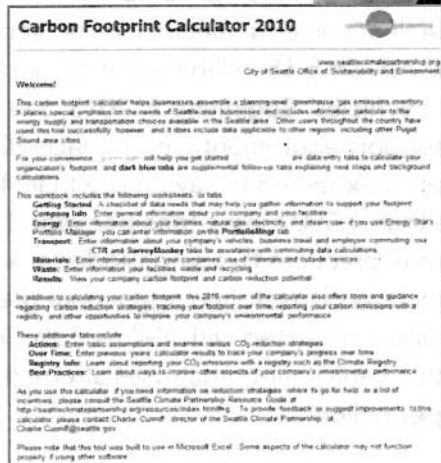 Carbon Footprint Calculator 2010
www.seattleclimatepartnership.org
City of Seattle Office of Sustainability and Environment
Welcome!
This carbon footprint calculator helps businesses assemble a planning-level greenhouse gas emissions inventory.
It places special emphasis on the needs of Seattle-area businesses and includes information particular to the
energy supply and transportation choices available in the Seattle area. Other users throughout the country have
used this tool successfully however and it does include data applicable to other regions including other Puget
Sound area cities
For your convenience will help you get started are data entry tabs to calculate your
organization's footprint and dark blue tabs are supplemental follow-up tabs explaining next steps and background
calculations
This workbook includes the following worksheets or tabs
Getting Started: A checklist of data needs that may help you gather information to support your footprint
Company Info: Enter general information about your company and your facilities
Energy: Enter information about your facilities natural gas, electricity and steam use- if you use Energy Star's
Portfolio Manager you can enter information on the PortfolioMngr tab
Transport: Enter information about your company's vehicles, business travel and employee commuting
CTR and SurveyMonkey tabs for assistance with commuting data calculations
Materials: Enter information about your companies use of materials and outside services
Waste: Enter information your facilities waste and recycling
Results: View your company carbon footprint and carbon reduction potential
In addition to calculating your carbon footprint, this 2010 version of the calculator also offers tools and guidance
regarding carbon reduction strategies tracking your footprint over time, reporting your carbon emissions with a
registry and other opportunities to improve your company's environmental performance
These additional tabs include
Actions: Enter basic assumptions and examine various CO₂ reduction strategies
Over Time: Enter previous years' calculator results to track your company's progress over time
Registry Info: Learn about reporting your CO₂ emissions with a registry such as the Climate Registry
Best Practices: Learn about ways to improve other aspects of your company's environmental performance
As you use this calculator if you need information on reduction strategies where to go for help or a list of
incentives, please consult the Seattle Climate Partnership Resource Guide at
http://seattleclimatepartnership.org/resources/index.html#rg To provide feedback or suggest improvements to this
calculator please contact Charlie Cunniff director of the Seattle Climate Partnership, at
Charlie.Cunniff@seattle.gov
Please note that this tool was built to use in Microsoft Excel. Some aspects of the calculator may not function
properly if using other software